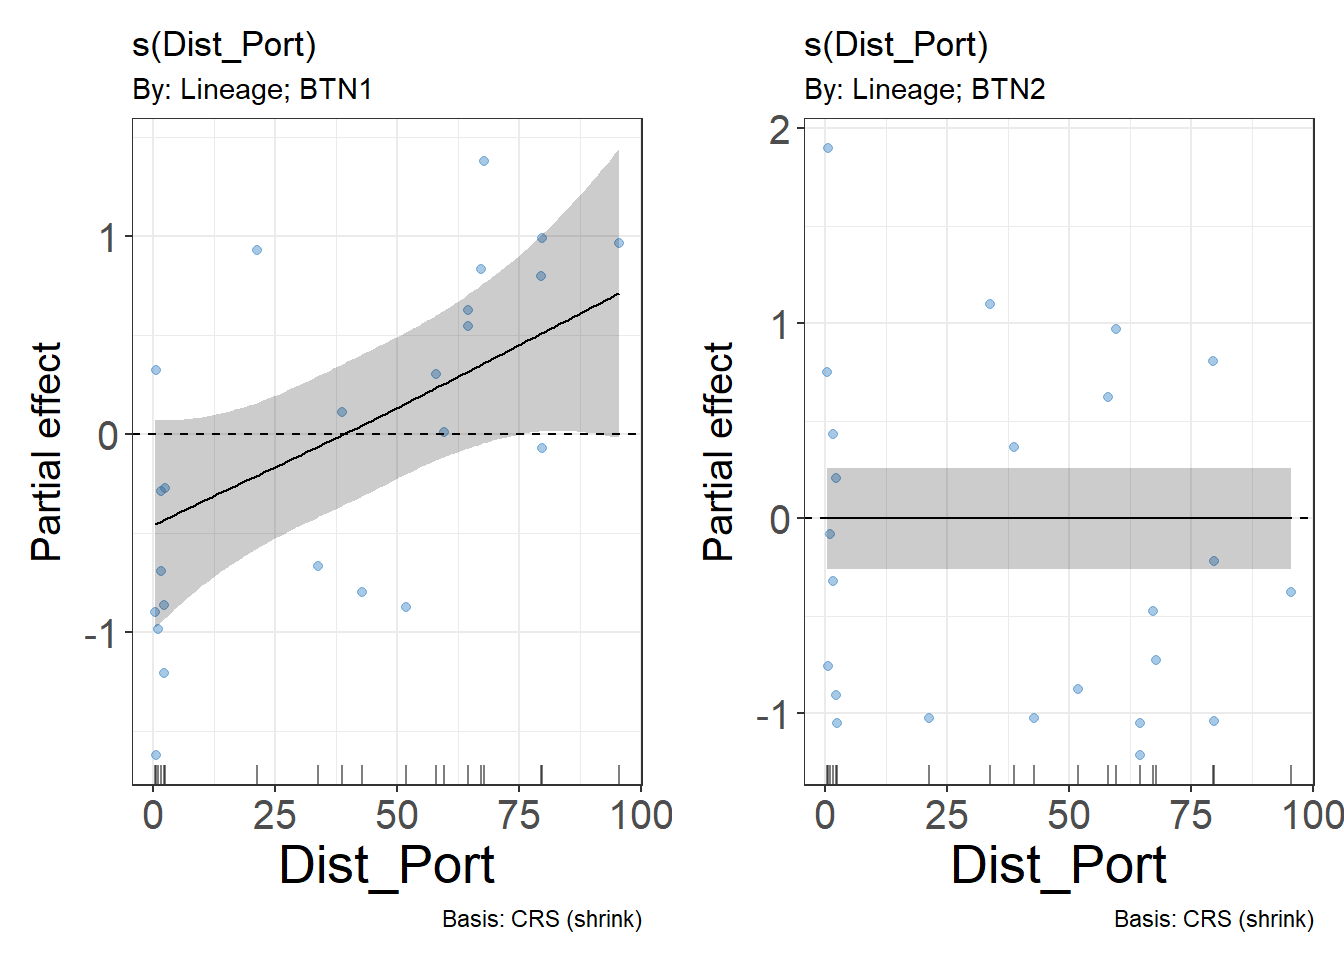 s(Dist_Port)
By: Lineage; BTN1
Partial effect
1
0
-1
0 25 50 75 100
Dist_Port
Basis: CRS (shrink)
s(Dist_Port)
By: Lineage; BTN2
Partial effect
2
1
0
-1
0 25 50 75 100
Dist_Port
Basis: CRS (shrink)